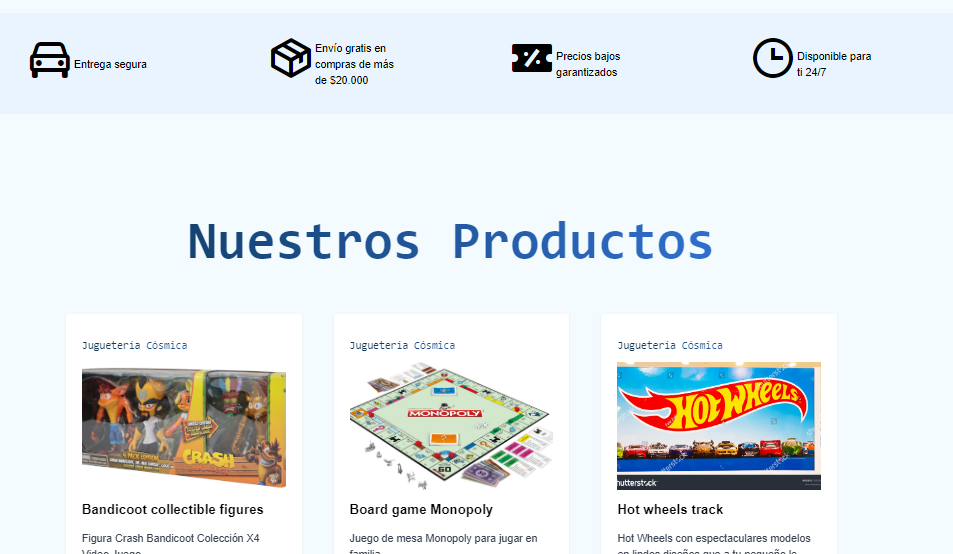 Entrega segura
Envío gratis en
compras de más
de $20.000
Precios bajos
garantizados
Disponible para
ti 24/7
Nuestros Productos
Jugueteria Cósmica
CRASH
Bandicoot collectible figures
Figura Crash Bandicoot Colección X4
Video Juego
Jugueteria Cósmica
MONOPOLY
GO
Board game Monopoly
Juego de mesa Monopoly para jugar en
familia
Jugueteria Cósmica
Hot Wheels
shutterstock
Hot wheels track
Hot Wheels con espectaculares modelos
en lindos diseños que a tu pequeño le